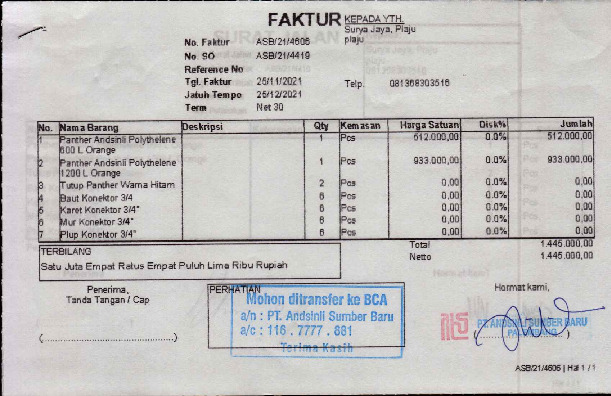 FAKTUR
KEPADA YTH.
Surya Jaya, Plaju
plaju
No. Faktur ASB/21/4606
No. SO ASB/21/4419
Reference No
Tgl. Faktur 25/11/2021
Telp. 081368303516
Jatuh Tempo 25/12/2021
Term Net 30
No. Nama Barang Deskripsi Qty Kemasan Harga Satuan Disk% Jumlah
1 Panther Andsinli Polythelene 600 L Orange 1 Pcs 512.000,00 0.0% 512.000,00
2 Panther Andsinli Polythelene 1200 L Orange 1 Pcs 933.000,00 0.0% 933.000,00
3 Tutup Panther Warna Hitam 2 Pcs 0,00 0.0% 0,00
4 Baut Konektor 3/4 6 Pcs 0,00 0.0% 0,00
5 Karet Konektor 3/4" 6 Pcs 0,00 0.0% 0,00
6 Mur Konektor 3/4" 6 Pcs 0,00 0.0% 0,00
7 Plup Konektor 3/4" 6 Pcs 0,00 0.0% 0,00
Total 1.445.000,00
Netto 1.445.000,00
TERBILANG
Satu Juta Empat Ratus Empat Puluh Lima Ribu Rupiah
Penerima,
Tanda Tangan / Cap
(........................)
PERHATIAN
Mohon ditransfer ke BCA
a/n : PT. Andsinli Sumber Baru
a/c : 116 . 7777 . 881
Terima Kasih
Hormat kami,
PT. ANDSINLI SUMBER BARU
PALEMBANG
ASB/21/4606 | Hal 1 / 1